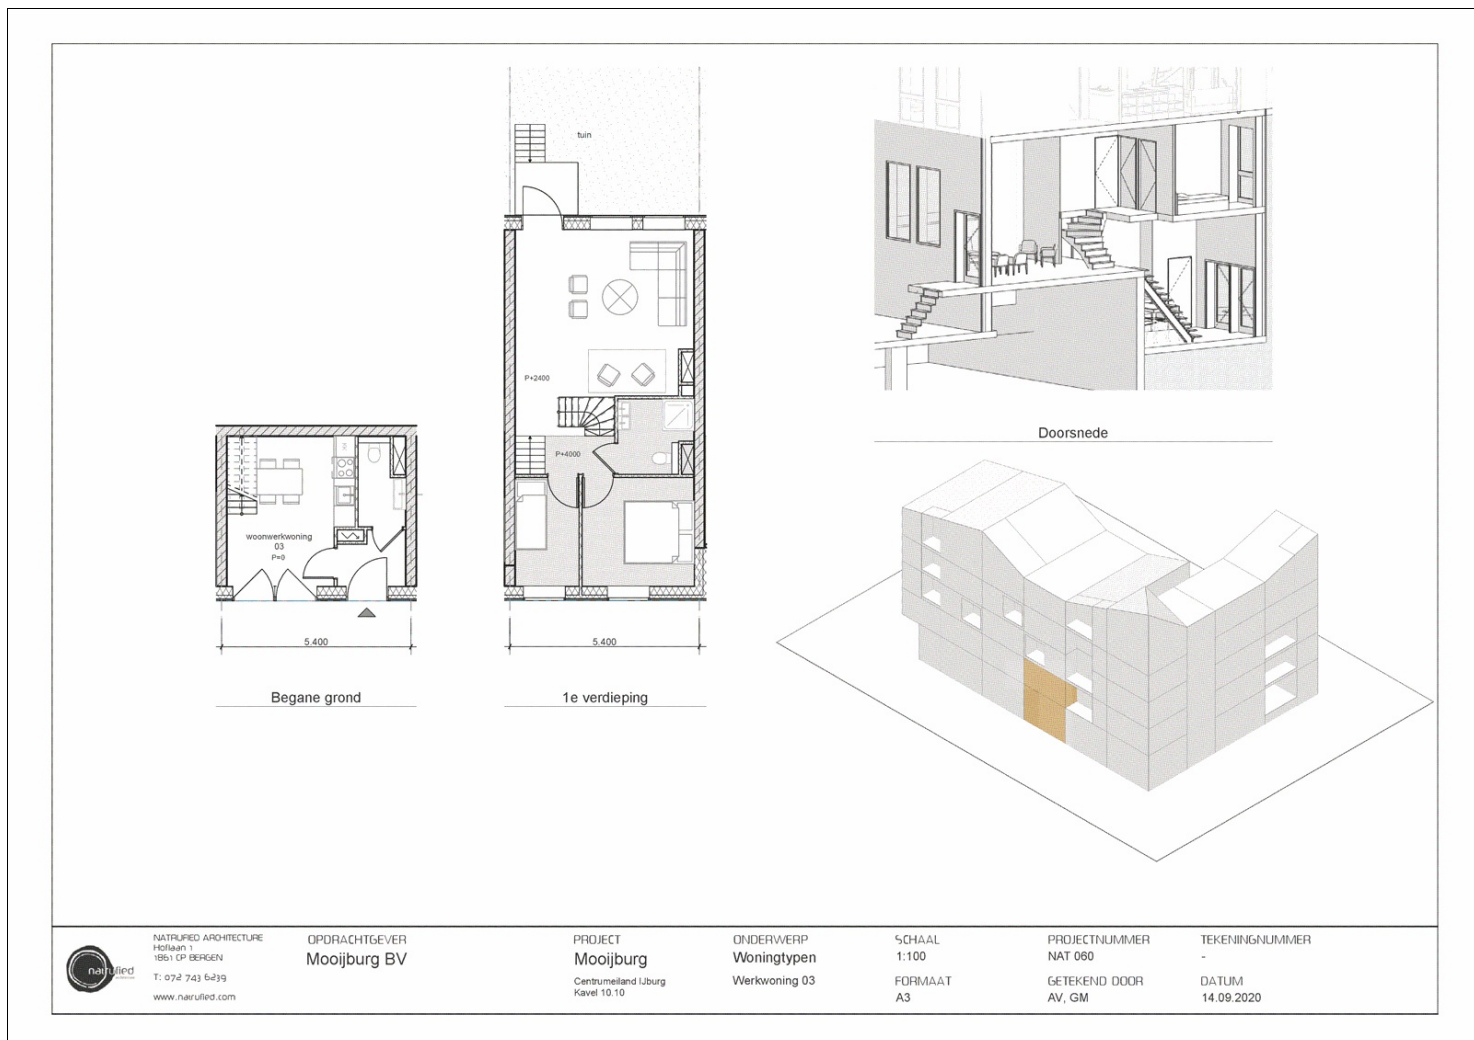 tuin
P+2400
P+4000
woonwerkwoning
03
P=0
5.400
5.400
Begane grond
1e verdieping
Doorsnede
natrufied
NATRUFIED ARCHITECTURE
Hoflaan 1
1861 CP BERGEN
T: 072 743 6239
www.natrufied.com
OPDRACHTGEVER
Mooijburg BV
PROJECT
Mooijburg
Centrumeiland IJburg
Kavel 10.10
ONDERWERP
Woningtypen
Werkwoning 03
SCHAAL
1:100
FORMAAT
A3
PROJECTNUMMER
NAT 060
GETEKEND DOOR
AV, GM
TEKENINGNUMMER
-
DATUM
14.09.2020